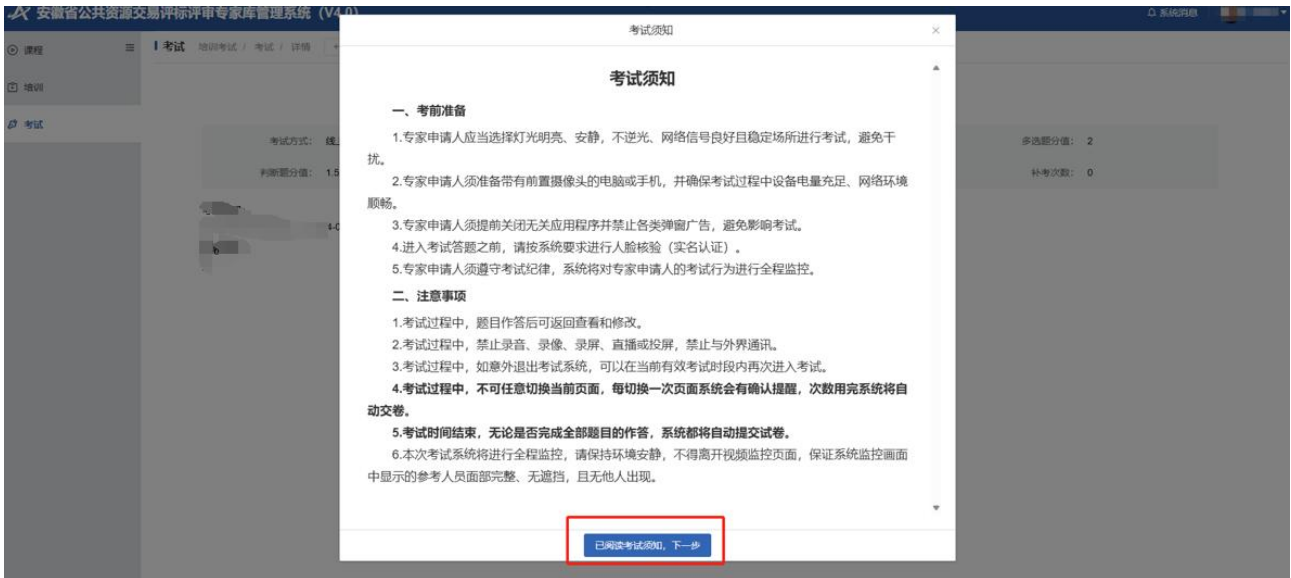 安徽省公共资源交易评标评审专家库管理系统（V4.0）
系统消息
课程
培训
考试
考试 培训考试 / 考试 / 详情
考试方式： 线上
判断题分值： 1.5
多选题分值： 2
补考次数： 0
考试须知
考试须知
一、考前准备
1.专家申请人应当选择灯光明亮、安静，不逆光、网络信号良好且稳定场所进行考试，避免干
扰。
2.专家申请人须准备带有前置摄像头的电脑或手机，并确保考试过程中设备电量充足、网络环境
顺畅。
3.专家申请人须提前关闭无关应用程序并禁止各类弹窗广告，避免影响考试。
4.进入考试答题之前，请按系统要求进行人脸核验（实名认证）.
5.专家申请人须遵守考试纪律，系统将对专家申请人的考试行为进行全程监控。
二、注意事项
1.考试过程中，题目作答后可返回查看和修改。
2.考试过程中，禁止录音、录像、录屏、直播或投屏，禁止与外界通讯。
3.考试过程中，如意外退出考试系统，可以在当前有效考试时段内再次进入考试。
4.考试过程中，不可任意切换当前页面，每切换一次页面系统会有确认提醒，次数用完系统将自
动交卷。
5.考试时间结束，无论是否完成全部题目的作答，系统都将自动提交试卷。
6.本次考试系统将进行全程监控，请保持环境安静，不得离开视频监控页面，保证系统监控画面
中显示的参考人员面部完整、无遮挡，且无他人出现。
已阅读考试须知，下一步